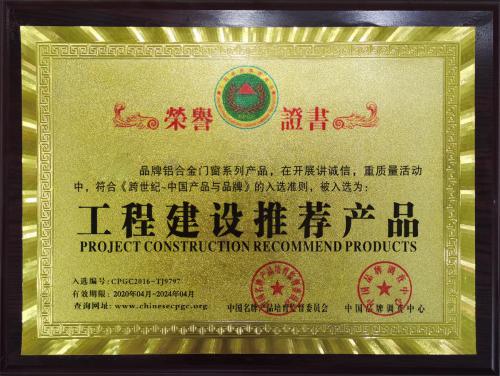 榮譽 證書
品牌铝合金门窗系列产品，在开展讲诚信，重质量活动
中，符合《跨世纪~中国产品与品牌》的入选准则，被入选为：
工程建设推荐产品
PROJECT CONSTRUCTION RECOMMEND PRODUCTS
入选编号：CPGC2016-TJ9797
有效期限：2020年04月-2024年04月
查询网址：www.chinesecpgc.org
中国名牌产品培育监督委员会 中国品牌调查中心